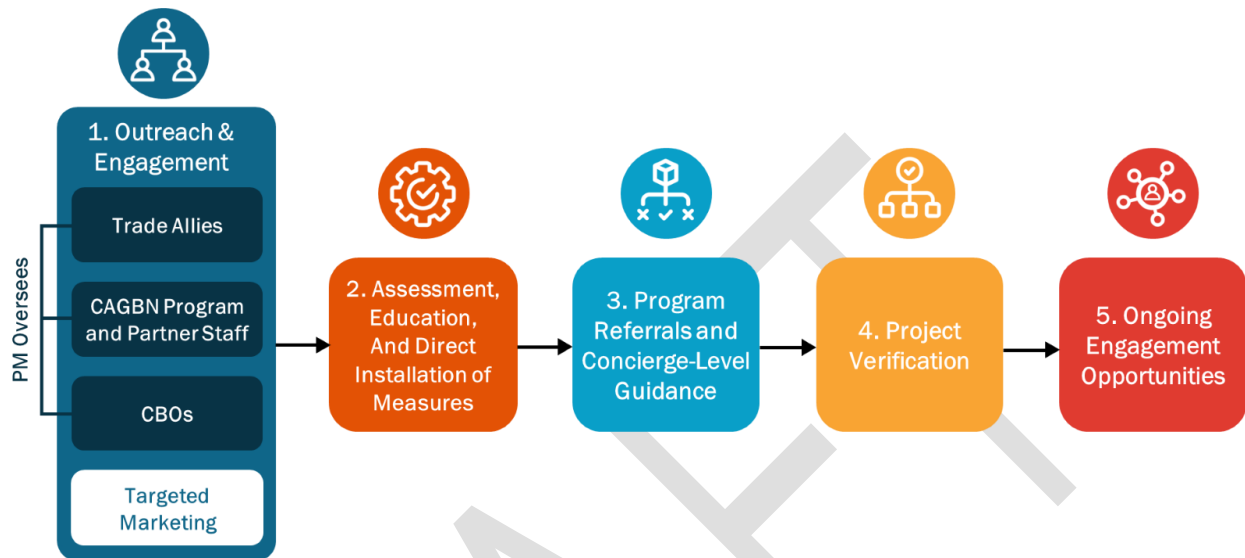 1. Outreach &
Engagement
PM Oversees
Trade Allies
CAGBN Program
and Partner Staff
CBOs
Targeted
Marketing
2. Assessment,
Education,
And Direct
Installation of
Measures
3. Program
Referrals and
Concierge-Level
Guidance
4. Project
Verification
5. Ongoing
Engagement
Opportunities